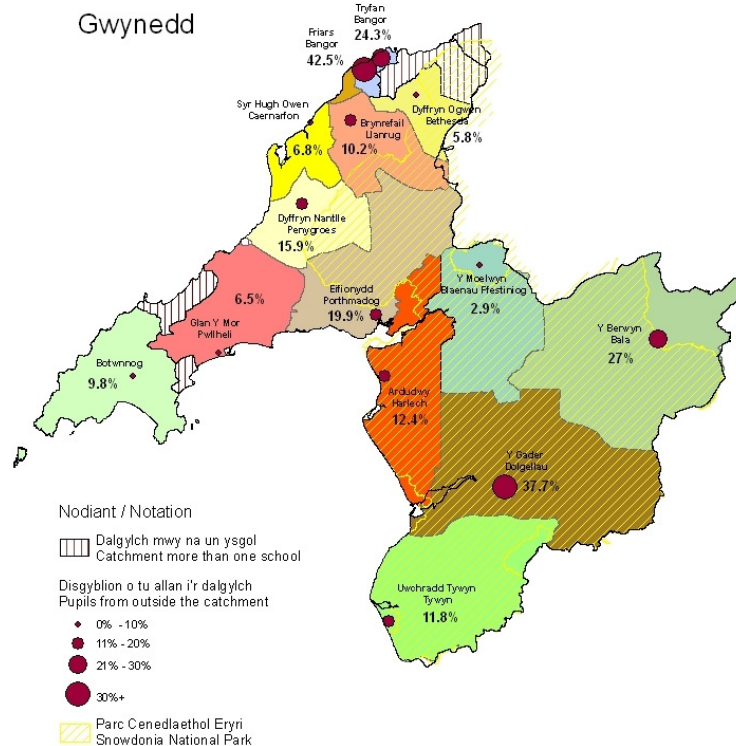 Gwynedd
Tryfan
Bangor
24.3%
Friars
Bangor
42.5%
Syr Hugh Owen
Caernarfon
6.8%
Brynrefail
Llanrug
10.2%
Dyffryn Ogwen
Bethesda
5.8%
Dyffryn Nantlle
Penygroes
15.9%
6.5%
Glan Y Mor
Pwllheli
Eifionydd
Porthmadog
19.9%
Y Moelwyn
Blaenau Ffestiniog
2.9%
Y Berwyn
Bala
27%
Botwnnog
9.8%
Ardudwy
Harlech
12.4%
Y Gader
Dolgellau
37.7%
Uwchradd Tywyn
Tywyn
11.8%
Nodiant / Notation
Dalgylch mwy na un ysgol
Catchment more than one school
Disgyblion o tu allan i'r dalgylch
Pupils from outside the catchment
0% - 10%
11% - 20%
21% - 30%
30%+
Parc Cenedlaethol Eryri
Snowdonia National Park